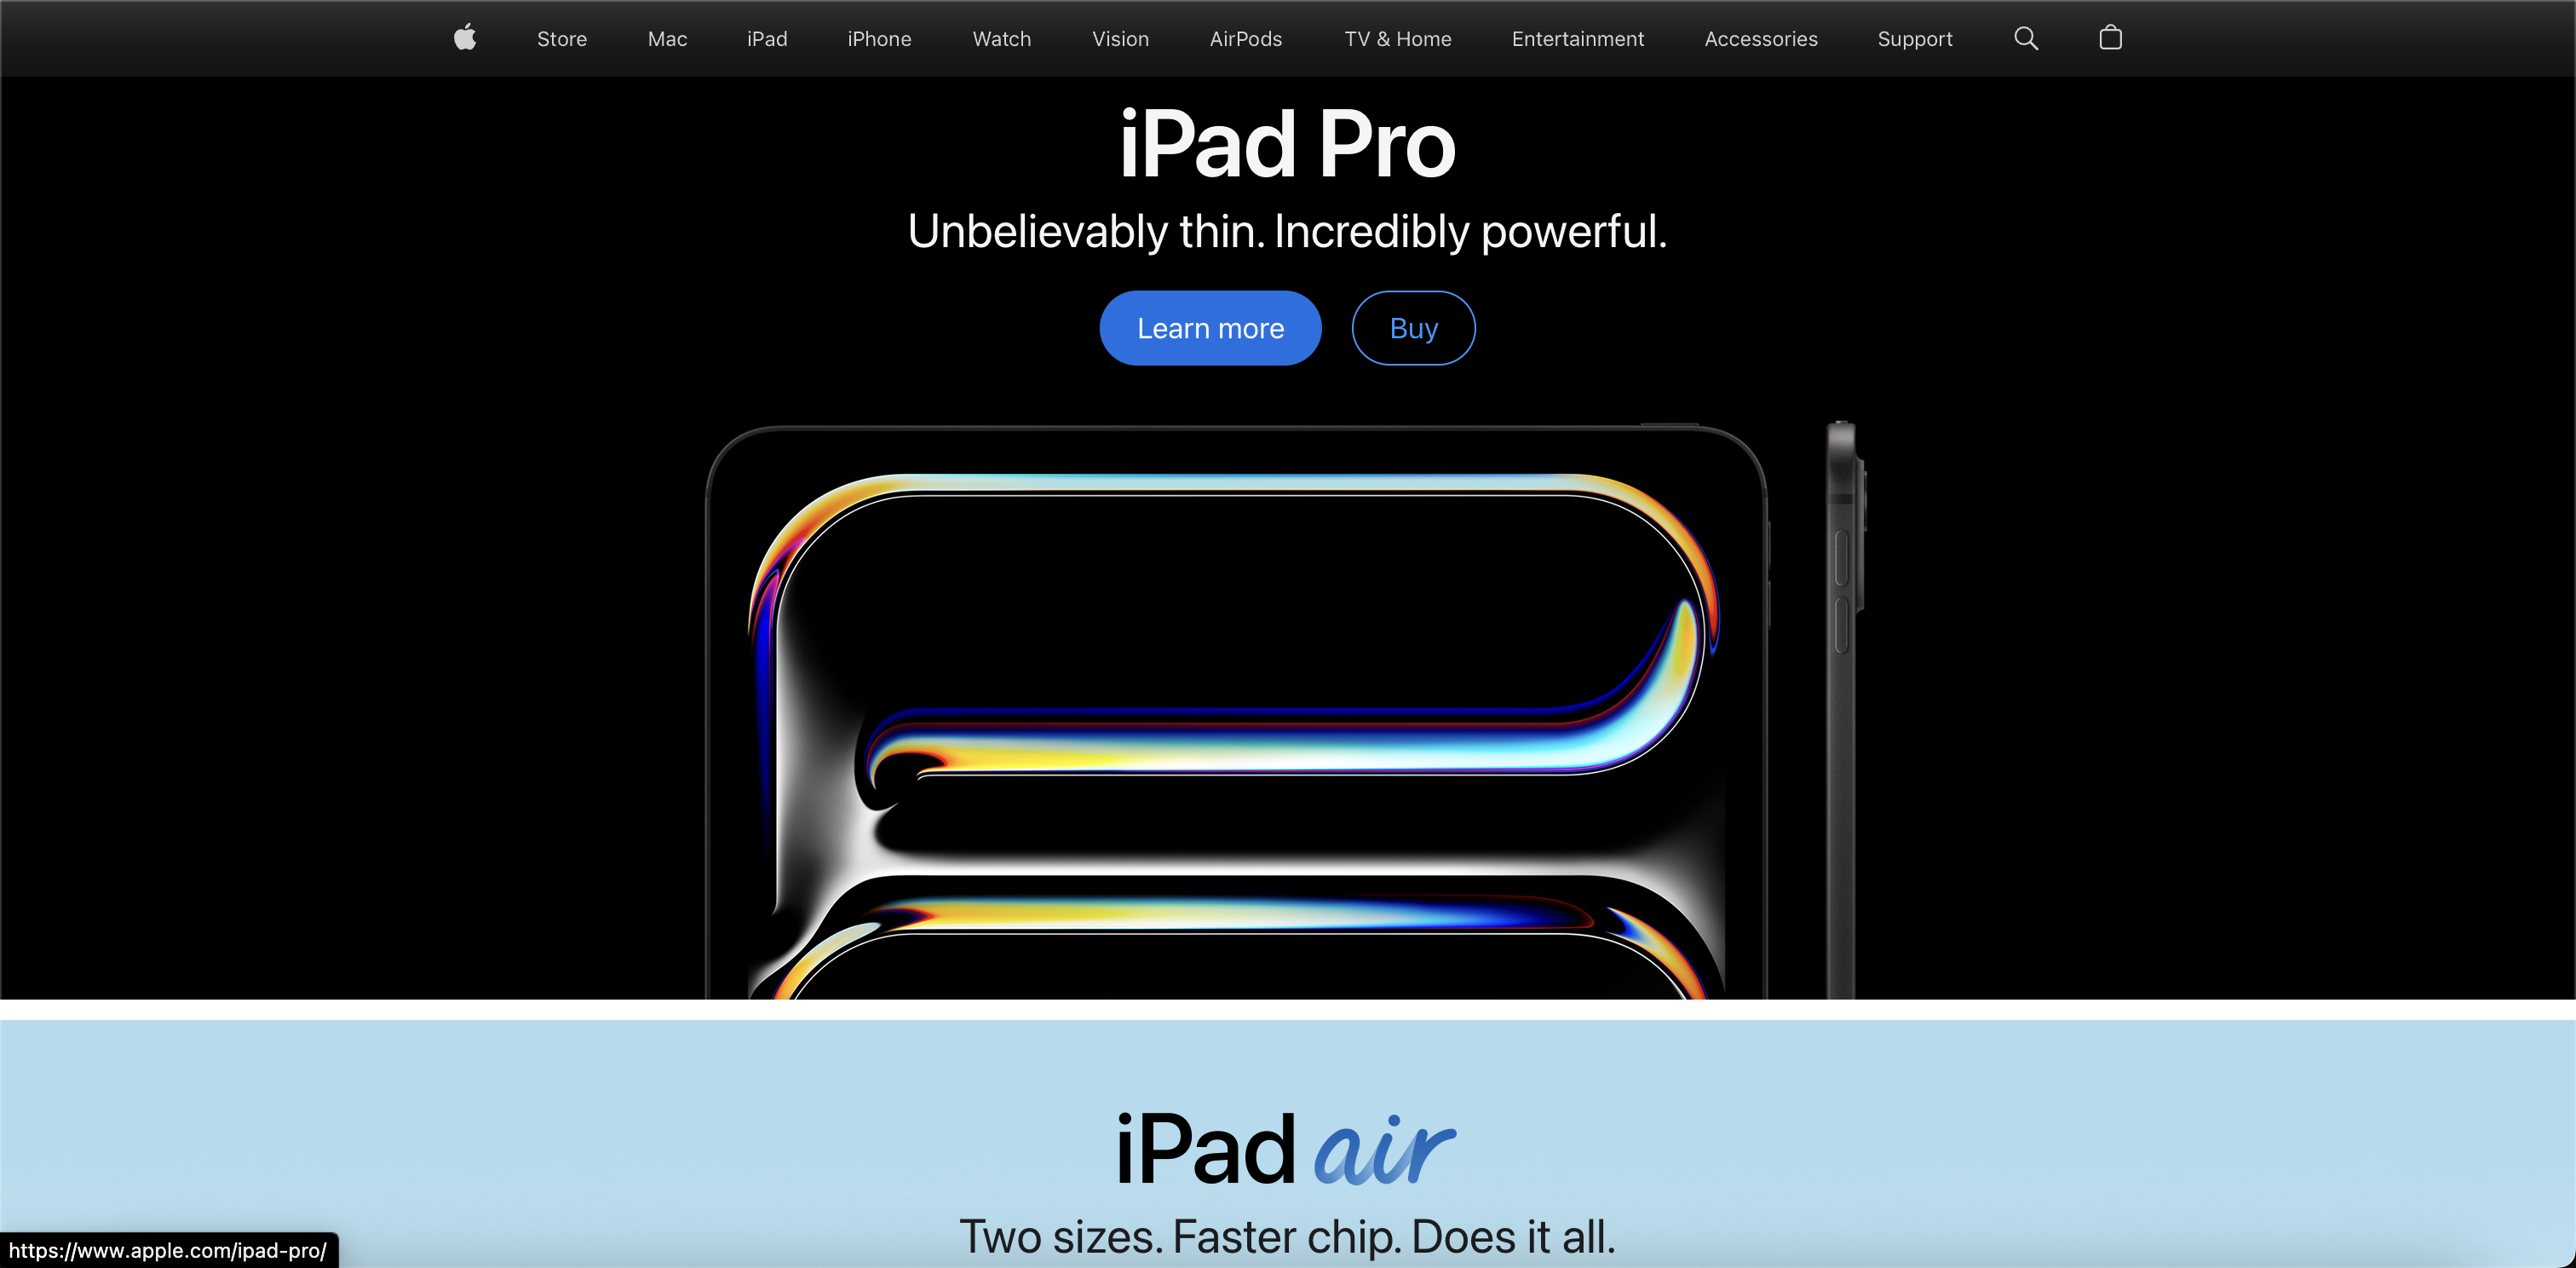 Store Mac iPad iPhone Watch Vision AirPods TV & Home Entertainment Accessories Support
iPad Pro
Unbelievably thin. Incredibly powerful.
Learn more Buy
iPad air
Two sizes. Faster chip. Does it all.
https://www.apple.com/ipad-pro/